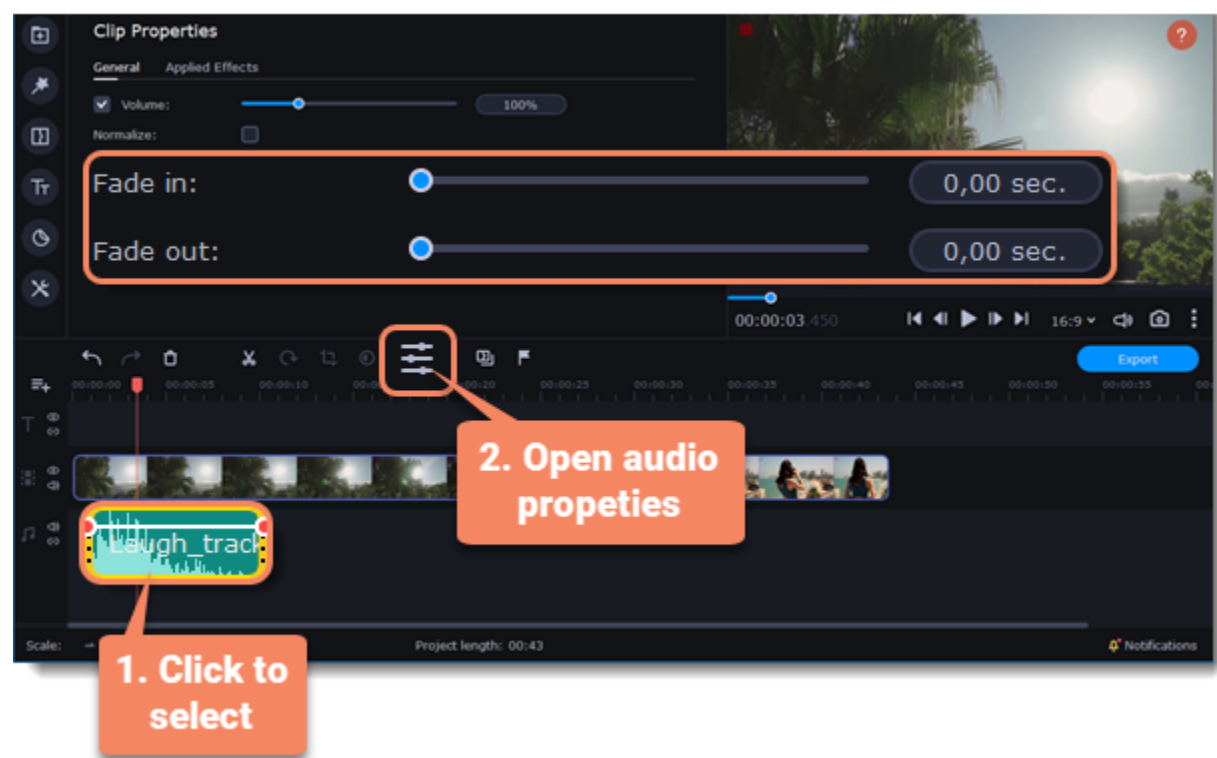 Clip Properties
General Applied Effects
Volume: 100%
Normalize:
Fade in: 0,00 sec.
Fade out: 0,00 sec.
00:00:03.450 16:9
Export
00:00:00 00:00:05 00:00:10 00:00:20 00:00:25 00:00:30 00:00:35 00:00:40 00:00:45 00:00:50 00:00:55
2. Open audio
propeties
Laugh_track
Scale: Project length: 00:43 Notifications
1. Click to
select